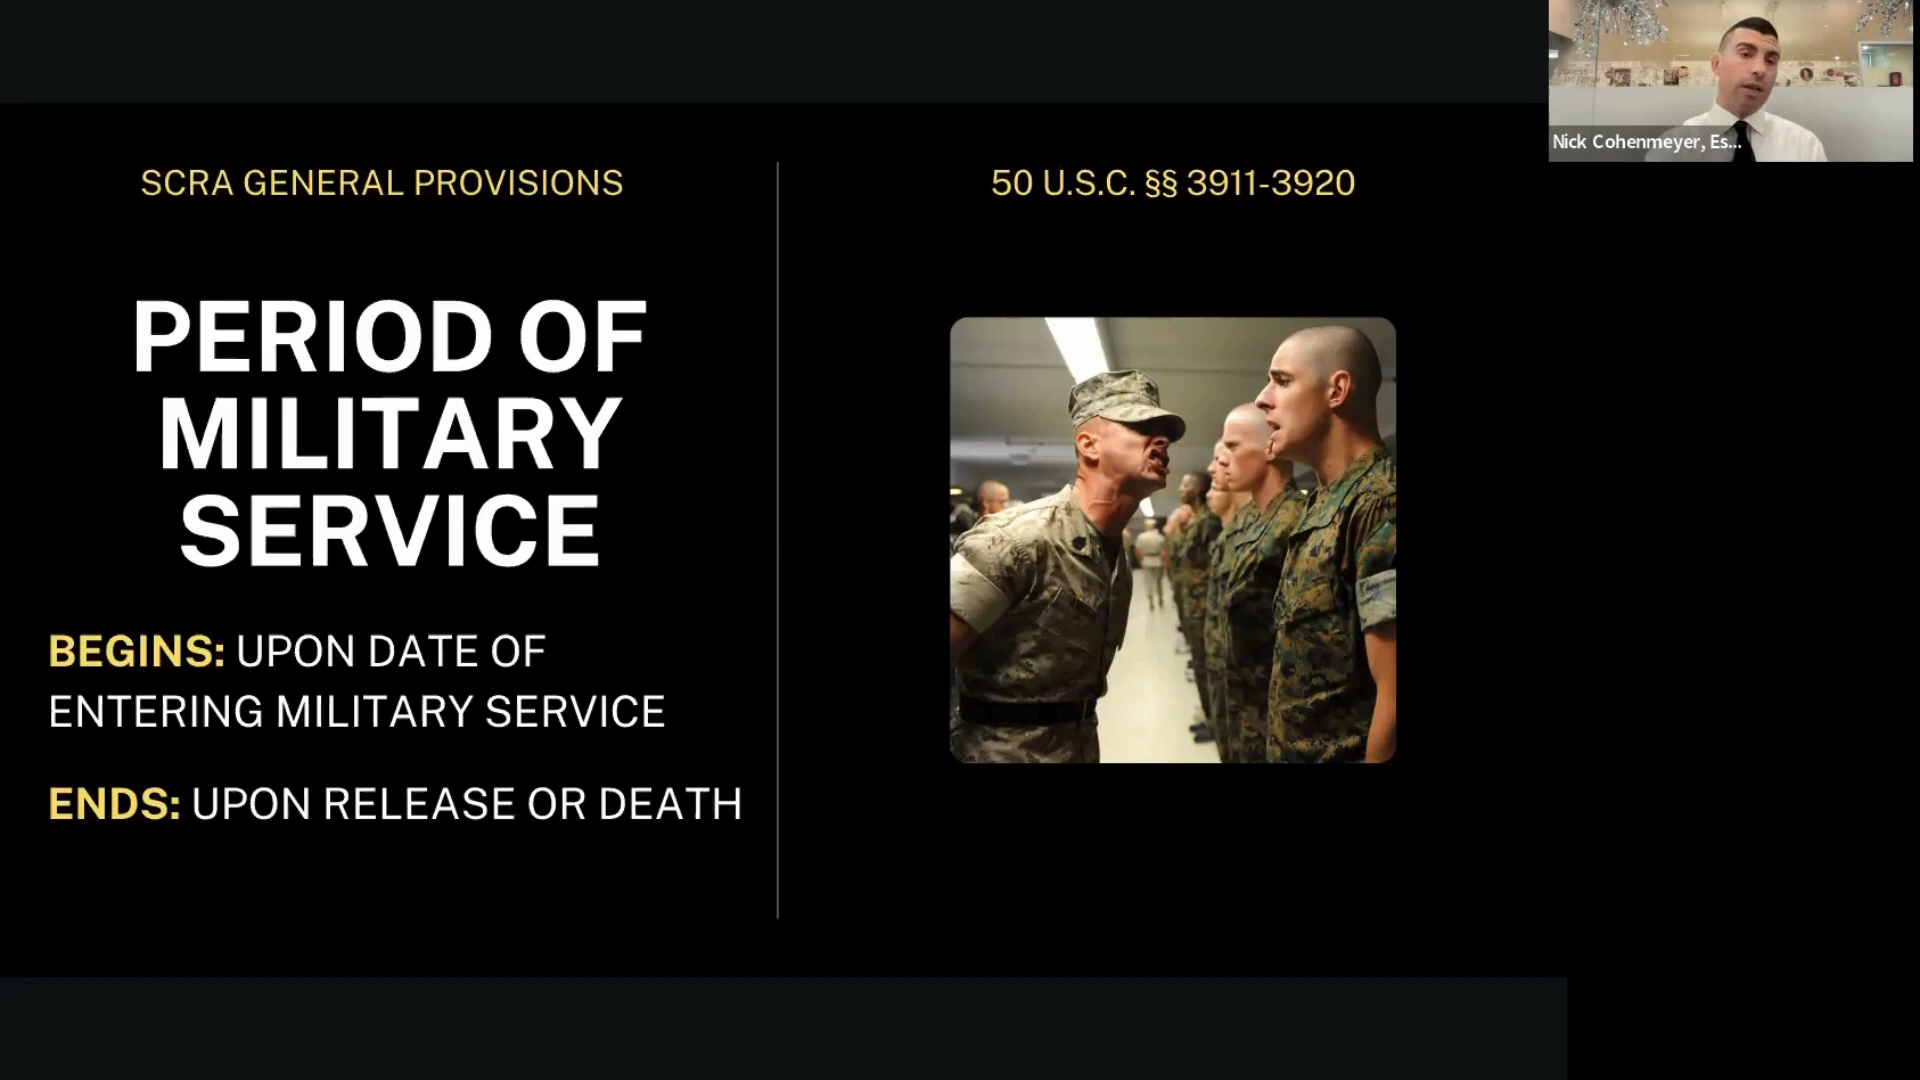 Nick Cohenmeyer, Es...
SCRA GENERAL PROVISIONS
PERIOD OF
MILITARY
SERVICE
BEGINS: UPON DATE OF
ENTERING MILITARY SERVICE
ENDS: UPON RELEASE OR DEATH
50 U.S.C. §§ 3911-3920